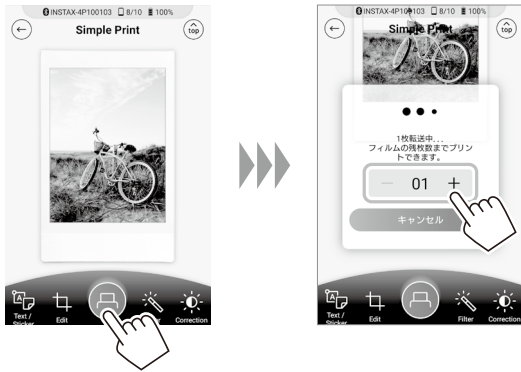 INSTAX-4P100103 8/10 100%
Simple Print
top
Text /
Sticker
Edit
Correction
INSTAX-4P100103 8/10 100%
Simple Print
top
1枚転送中...
フィルムの残枚数までプリン
トできます。
— 01 +
キャンセル
Text /
Sticker
Edit
Filter
Correction